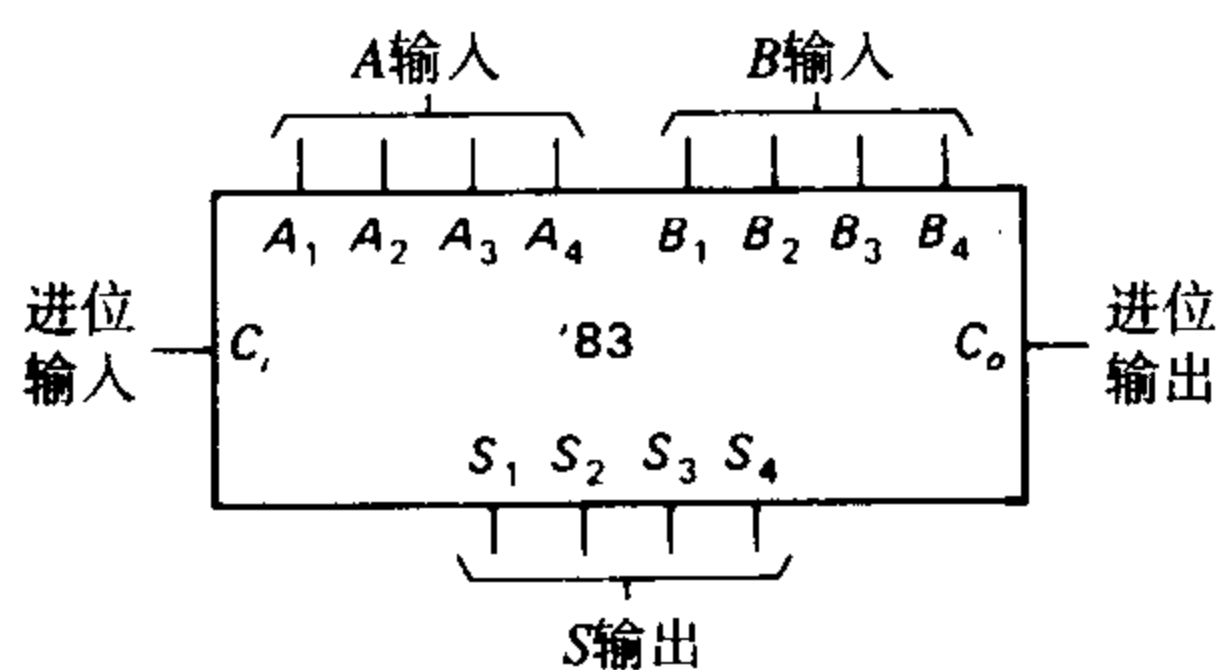 A输入 B输入
A₁ A₂ A₃ A₄ B₁ B₂ B₃ B₄
进位
输入
Cᵢ '83 Cₒ
进位
输出
S₁ S₂ S₃ S₄
S输出